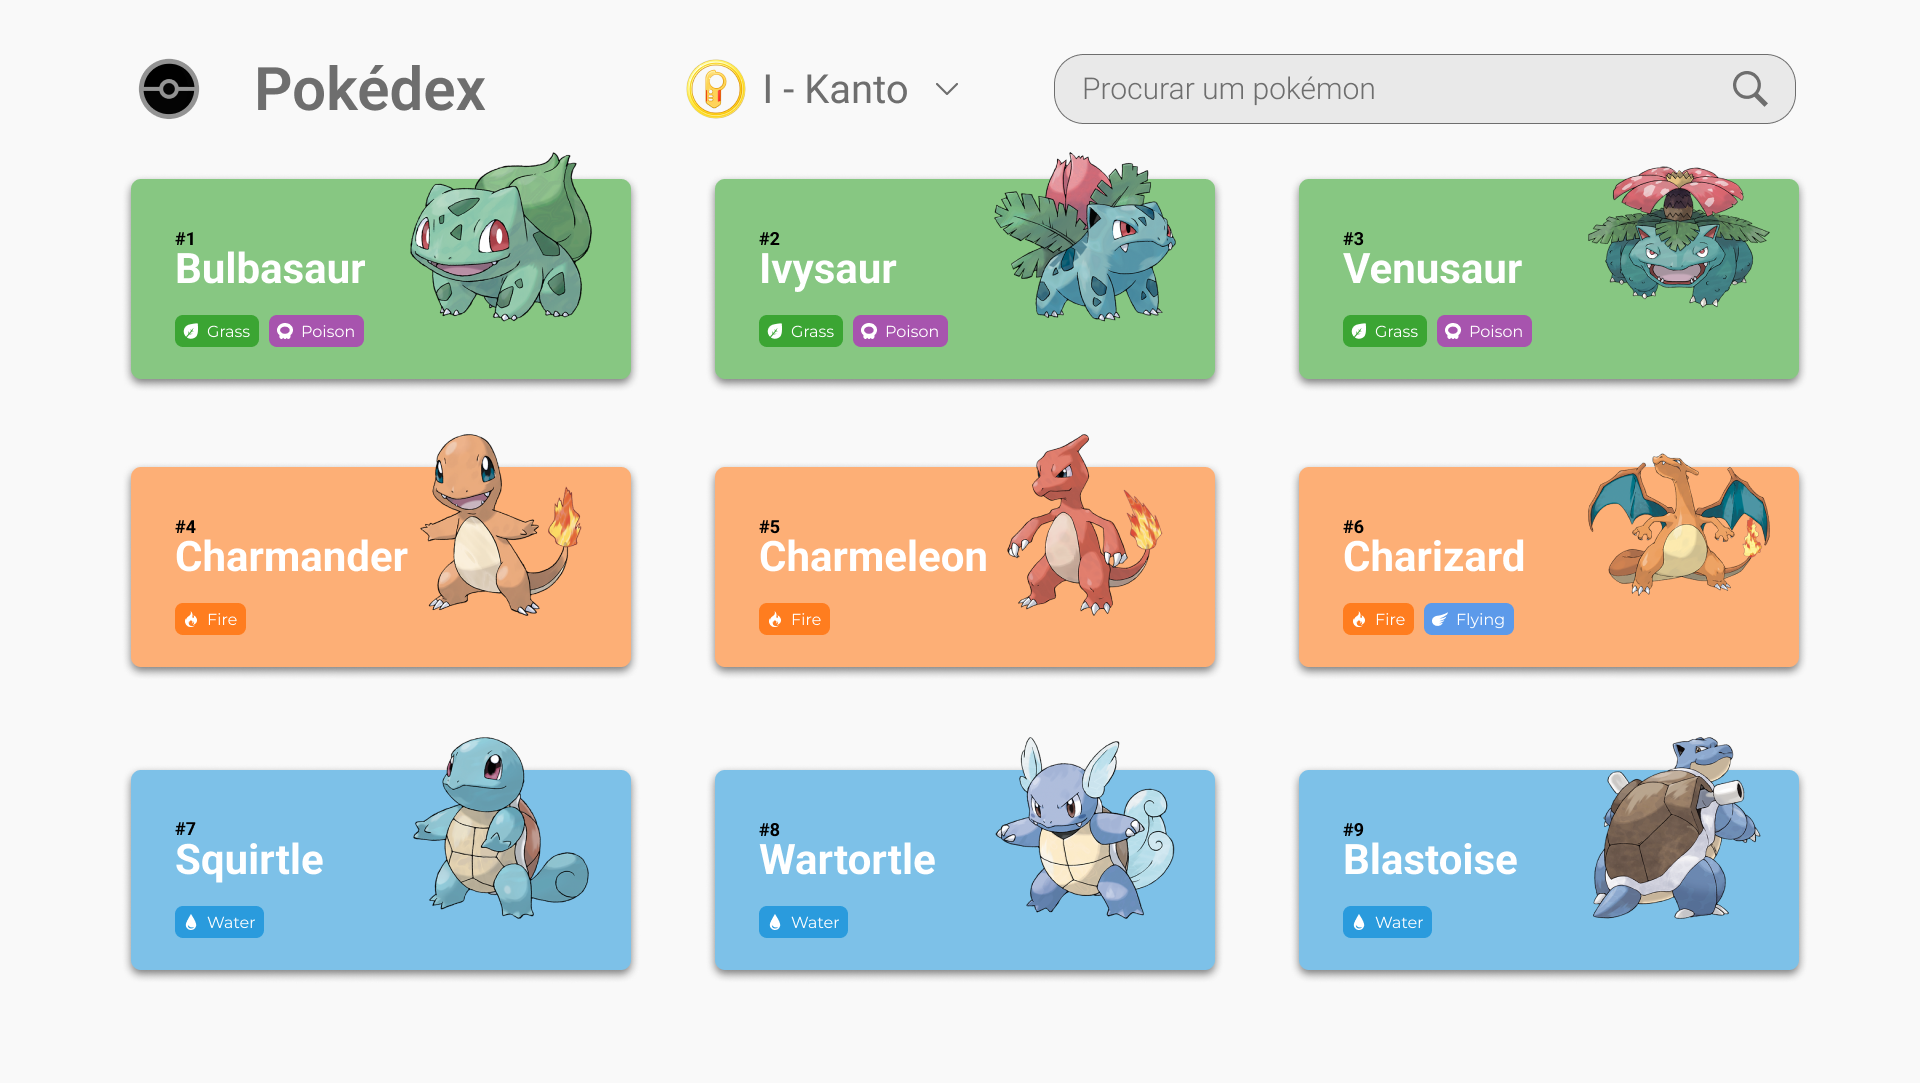 Pokédex
I - Kanto
Procurar um pokémon
#1
Bulbasaur
Grass Poison
#2
Ivysaur
Grass Poison
#3
Venusaur
Grass Poison
#4
Charmander
Fire
#5
Charmeleon
Fire
#6
Charizard
Fire Flying
#7
Squirtle
Water
#8
Wartortle
Water
#9
Blastoise
Water